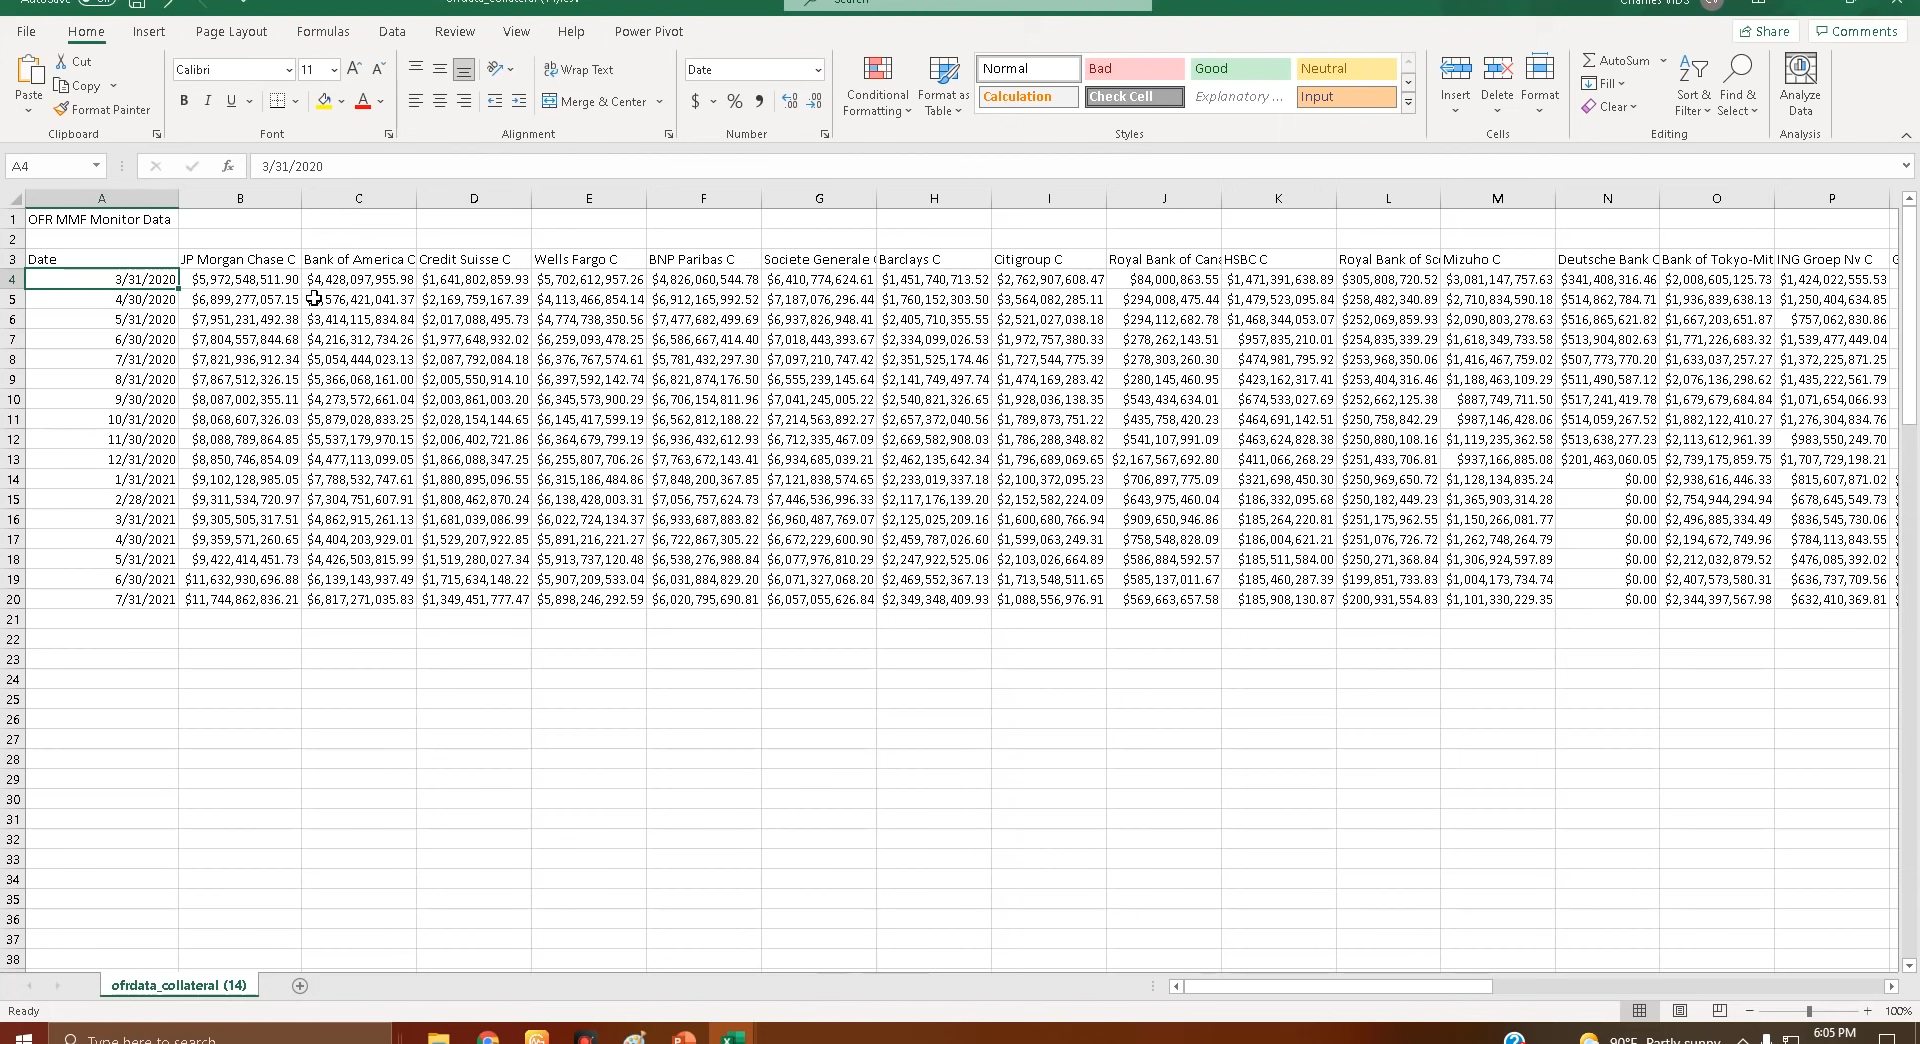 File Home Insert Page Layout Formulas Data Review View Help Power Pivot Share Comments
Paste Cut Copy Format Painter Clipboard
Calibri 11 A A B I U A Font
Wrap Text Merge & Center Alignment
Date $ % Number
Conditional Formatting Format as Table
Normal Bad Good Neutral
Calculation Check Cell Explanatory ... Input
Styles
Insert Delete Format Cells
AutoSum Fill Clear Sort & Filter Find & Select Editing
Analyze Data Analysis
A4 fx 3/31/2020
A B C D E F G H I J K L M N O P
1 OFR MMF Monitor Data
2
3 Date JP Morgan Chase C Bank of America C Credit Suisse C Wells Fargo C BNP Paribas C Societe Generale Barclays C Citigroup C Royal Bank of Can HSBC C Royal Bank of Sc Mizuho C Deutsche Bank C Bank of Tokyo-Mit ING Groep Nv C
4 3/31/2020 $5,972,548,511.90 $4,428,097,955.98 $1,641,802,859.93 $5,702,612,957.26 $4,826,060,544.78 $6,410,774,624.61 $1,451,740,713.52 $2,762,907,608.47 $84,000,863.55 $1,471,391,638.89 $305,808,720.52 $3,081,147,757.63 $341,408,316.46 $2,008,605,125.73 $1,424,022,555.53
5 4/30/2020 $6,899,277,057.15 ,576,421,041.37 $2,169,759,167.39 $4,113,466,854.14 $6,912,165,992.52 $7,187,076,296.44 $1,760,152,303.50 $3,564,082,285.11 $294,008,475.44 $1,479,523,095.84 $258,482,340.89 $2,710,834,590.18 $514,862,784.71 $1,936,839,638.13 $1,250,404,634.85
6 5/31/2020 $7,951,231,492.38 $3,414,115,834.84 $2,017,088,495.73 $4,774,738,350.56 $7,477,682,499.69 $6,937,826,948.41 $2,405,710,355.55 $2,521,027,038.18 $294,112,682.78 $1,468,344,053.07 $252,069,859.93 $2,090,803,278.63 $516,865,621.82 $1,667,203,651.87 $757,062,830.86
7 6/30/2020 $7,804,557,844.68 $4,216,312,734.26 $1,977,648,932.02 $6,259,093,478.25 $6,586,667,414.40 $7,018,443,393.67 $2,334,099,026.53 $1,972,757,380.33 $278,262,143.51 $957,835,210.01 $254,835,339.29 $1,618,349,733.58 $513,904,802.63 $1,771,226,683.32 $1,539,477,449.04
8 7/31/2020 $7,821,936,912.34 $5,054,444,023.13 $2,087,792,084.18 $6,376,767,574.61 $5,781,432,297.30 $7,097,210,747.42 $2,351,525,174.46 $1,727,544,775.39 $278,303,260.30 $474,981,795.92 $253,968,350.06 $1,416,467,759.02 $507,773,770.20 $1,633,037,257.27 $1,372,225,871.25
9 8/31/2020 $7,867,512,326.15 $5,366,068,161.00 $2,005,550,914.10 $6,397,592,142.74 $6,821,874,176.50 $6,555,239,145.64 $2,141,749,497.74 $1,474,169,283.42 $280,145,460.95 $423,162,317.41 $253,404,316.46 $1,188,463,109.29 $511,490,587.12 $2,076,136,298.62 $1,435,222,561.79
10 9/30/2020 $8,087,002,355.11 $4,273,572,661.04 $2,003,861,003.20 $6,345,573,900.29 $6,706,154,811.96 $7,041,245,005.22 $2,540,821,326.65 $1,928,036,138.35 $543,434,634.01 $674,533,027.69 $252,662,125.38 $887,749,711.50 $517,241,419.78 $1,679,679,684.84 $1,071,654,066.93
11 10/31/2020 $8,068,607,326.03 $5,879,028,833.25 $2,028,154,144.65 $6,145,417,599.19 $6,562,812,188.22 $7,214,563,892.27 $2,657,372,040.56 $1,789,873,751.22 $435,758,420.23 $464,691,142.51 $250,758,842.29 $987,146,428.06 $514,059,267.52 $1,882,122,410.27 $1,276,304,834.76
12 11/30/2020 $8,088,789,864.85 $5,537,179,970.15 $2,006,402,721.86 $6,364,679,799.19 $6,936,432,612.93 $6,712,335,467.09 $2,669,582,908.03 $1,786,288,348.82 $541,107,991.09 $463,624,828.38 $250,880,108.16 $1,119,235,362.58 $513,638,277.23 $2,113,612,961.39 $983,550,249.70
13 12/31/2020 $8,850,746,854.09 $4,477,113,099.05 $1,866,088,347.25 $6,255,807,706.26 $7,763,672,143.41 $6,934,685,039.21 $2,462,135,642.34 $1,796,689,069.65 $2,167,567,692.80 $411,066,268.29 $251,433,706.81 $937,166,885.08 $201,463,060.05 $2,739,175,859.75 $1,707,729,198.21
14 1/31/2021 $9,102,128,985.05 $7,788,532,747.61 $1,880,895,096.55 $6,315,186,484.86 $7,848,200,367.85 $7,121,838,574.65 $2,233,019,337.18 $2,100,372,095.23 $706,897,775.09 $321,698,450.30 $250,969,650.72 $1,128,134,835.24 $0.00 $2,938,616,446.33 $815,607,871.02
15 2/28/2021 $9,311,534,720.97 $7,304,751,607.91 $1,808,462,870.24 $6,138,428,003.31 $7,056,757,624.73 $7,446,536,996.33 $2,117,176,139.20 $2,152,582,224.09 $643,975,460.04 $186,332,095.68 $250,182,449.23 $1,365,903,314.28 $0.00 $2,754,944,294.94 $678,645,549.73
16 3/31/2021 $9,305,505,317.51 $4,862,915,261.13 $1,681,039,086.99 $6,022,724,134.37 $6,933,687,883.82 $6,960,487,769.07 $2,125,025,209.16 $1,600,680,766.94 $909,650,946.86 $185,264,220.81 $251,175,962.55 $1,150,266,081.77 $0.00 $2,496,885,334.49 $836,545,730.06
17 4/30/2021 $9,359,571,260.65 $4,404,203,929.01 $1,529,207,922.85 $5,891,216,221.27 $6,722,867,305.22 $6,672,229,600.90 $2,459,787,026.60 $1,599,063,249.31 $758,548,828.09 $186,004,621.21 $251,076,726.72 $1,262,748,264.79 $0.00 $2,194,672,749.96 $784,113,843.55
18 5/31/2021 $9,422,414,451.73 $4,426,503,815.99 $1,519,280,027.34 $5,913,737,120.48 $6,538,276,988.84 $6,077,976,810.29 $2,247,922,525.06 $2,103,026,664.89 $586,884,592.57 $185,511,584.00 $250,271,368.84 $1,306,924,597.89 $0.00 $2,212,032,879.52 $476,085,392.02
19 6/30/2021 $11,632,930,696.88 $6,139,143,937.49 $1,715,634,148.22 $5,907,209,533.04 $6,031,884,829.20 $6,071,327,068.20 $2,469,552,367.13 $1,713,548,511.65 $585,137,011.67 $185,460,287.39 $199,851,733.83 $1,004,173,734.74 $0.00 $2,407,573,580.31 $636,737,709.56
20 7/31/2021 $11,744,862,836.21 $6,817,271,035.83 $1,349,451,777.47 $5,898,246,292.59 $6,020,795,690.81 $6,057,055,626.84 $2,349,348,409.93 $1,088,556,976.91 $569,663,657.58 $185,908,130.87 $200,931,554.83 $1,101,330,229.35 $0.00 $2,344,397,567.98 $632,410,369.81
21
22
23
24
25
26
27
28
29
30
31
32
33
34
35
36
37
38
ofrdata_collateral (14)
Ready 100%
Type here to search 90°F Partly sunny 6:05 PM